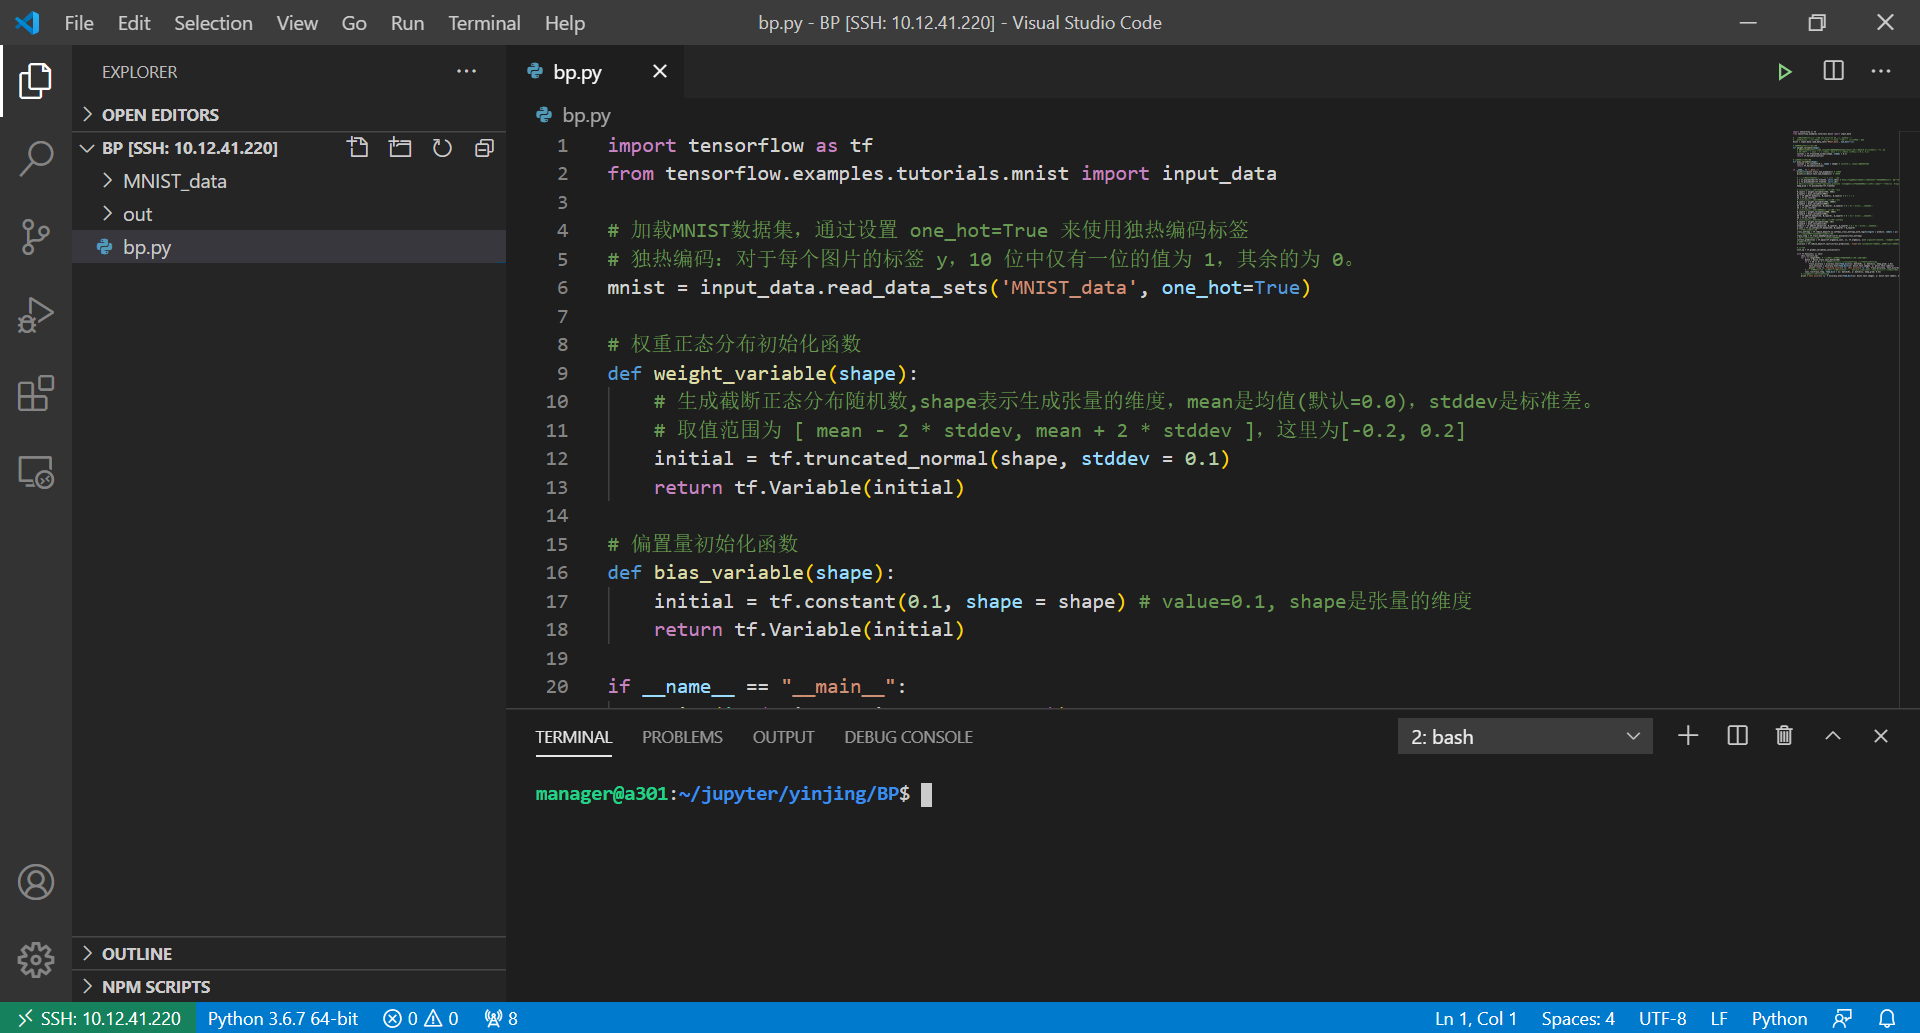 File Edit Selection View Go Run Terminal Help
bp.py - BP [SSH: 10.12.41.220] - Visual Studio Code
EXPLORER
OPEN EDITORS
BP [SSH: 10.12.41.220]
MNIST_data
out
bp.py
OUTLINE
NPM SCRIPTS
bp.py
bp.py
1 import tensorflow as tf
2 from tensorflow.examples.tutorials.mnist import input_data
3
4 # 加载MNIST数据集，通过设置 one_hot=True 来使用独热编码标签
5 # 独热编码：对于每个图片的标签 y，10 位中仅有一位的值为 1，其余的为 0。
6 mnist = input_data.read_data_sets('MNIST_data', one_hot=True)
7
8 # 权重正态分布初始化函数
9 def weight_variable(shape):
10     # 生成截断正态分布随机数,shape表示生成张量的维度，mean是均值(默认=0.0)，stddev是标准差。
11     # 取值范围为 [ mean - 2 * stddev, mean + 2 * stddev ]，这里为[-0.2, 0.2]
12     initial = tf.truncated_normal(shape, stddev = 0.1)
13     return tf.Variable(initial)
14
15 # 偏置量初始化函数
16 def bias_variable(shape):
17     initial = tf.constant(0.1, shape = shape) # value=0.1, shape是张量的维度
18     return tf.Variable(initial)
19
20 if __name__ == "__main__":
TERMINAL PROBLEMS OUTPUT DEBUG CONSOLE
2: bash
manager@a301:~/jupyter/yinjing/BP$
SSH: 10.12.41.220 Python 3.6.7 64-bit 0 0 8
Ln 1, Col 1 Spaces: 4 UTF-8 LF Python